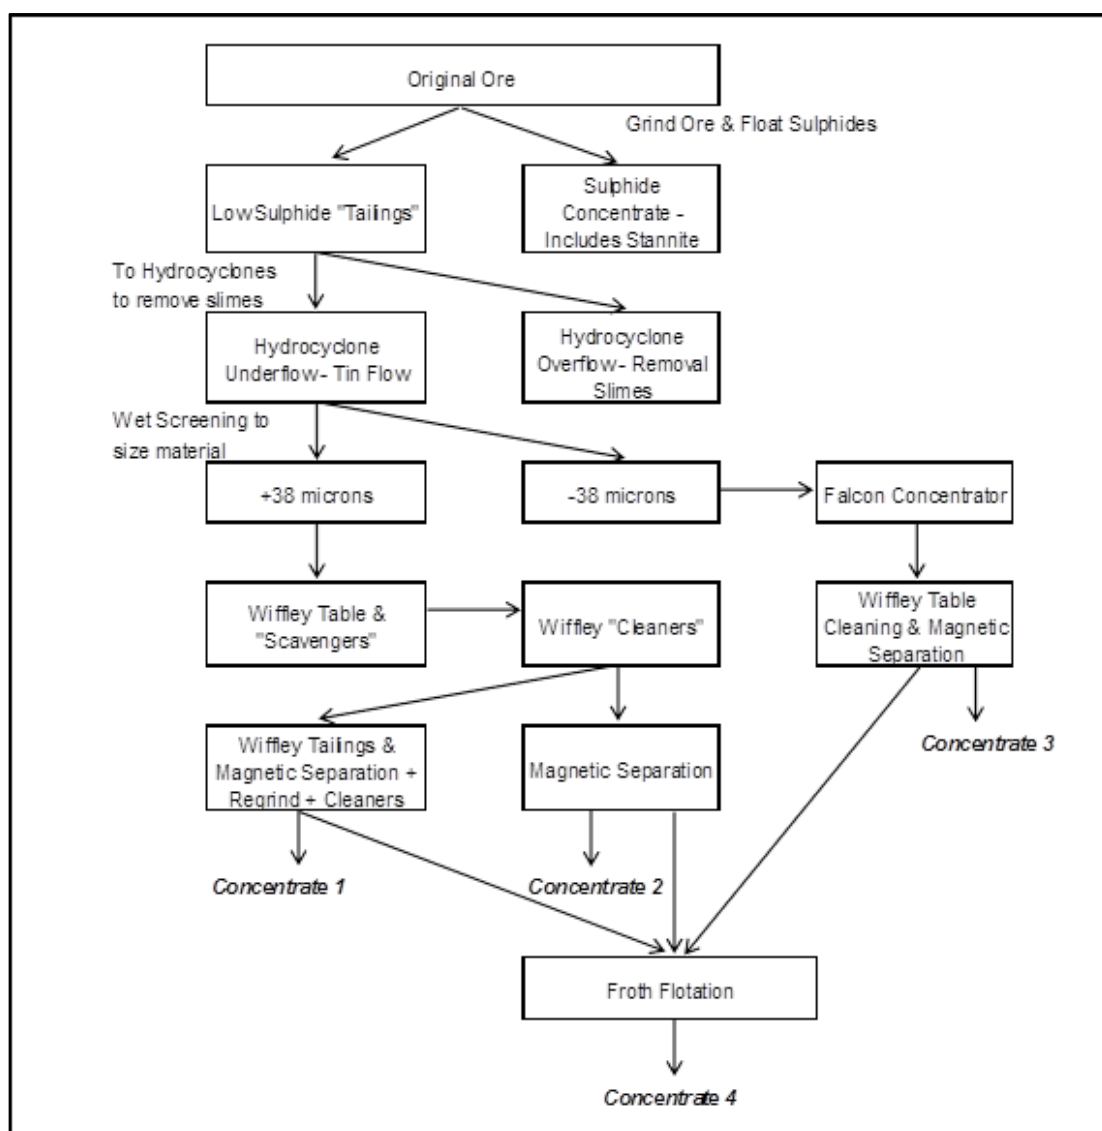 Original Ore
Grind Ore & Float Sulphides
Low Sulphide "Tailings"
Sulphide
Concentrate -
Includes Stannite
To Hydrocyclones
to remove slimes
Hydrocyclone
Underflow- Tin Flow
Hydrocyclone
Overflow- Removal
Slimes
Wet Screening to
size material
+38 microns
-38 microns
Falcon Concentrator
Wiffley Table &
"Scavengers"
Wiffley "Cleaners"
Wiffley Table
Cleaning & Magnetic
Separation
Wiffley Tailings &
Magnetic Separation +
Regrind + Cleaners
Magnetic Separation
Concentrate 3
Concentrate 1
Concentrate 2
Froth Flotation
Concentrate 4